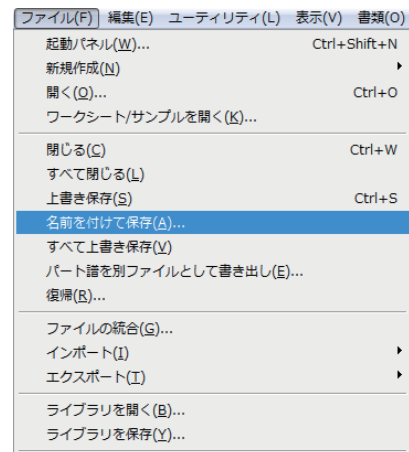 ファイル(F) 編集(E) ユーティリティ(L) 表示(V) 書類(O)
起動パネル(W)... Ctrl+Shift+N
新規作成(N)
開く(O)... Ctrl+O
ワークシート/サンプルを開く(K)...
閉じる(C) Ctrl+W
すべて閉じる(L)
上書き保存(S) Ctrl+S
名前を付けて保存(A)...
すべて上書き保存(V)
パート譜を別ファイルとして書き出し(E)...
復帰(R)...
ファイルの統合(G)...
インポート(I)
エクスポート(T)
ライブラリを開く(B)...
ライブラリを保存(Y)...